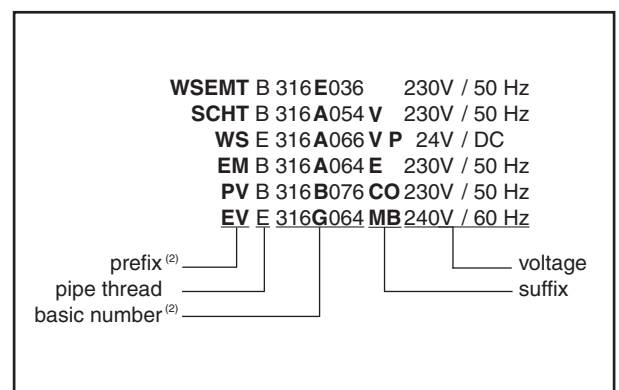 WSEMT B 316E036 230V / 50 Hz
SCHT B 316A054 V 230V / 50 Hz
WS E 316A066 V P 24V / DC
EM B 316A064 E 230V / 50 Hz
PV B 316B076 CO 230V / 50 Hz
EV E 316G064 MB 240V / 60 Hz
prefix (2) voltage
pipe thread suffix
basic number (2)